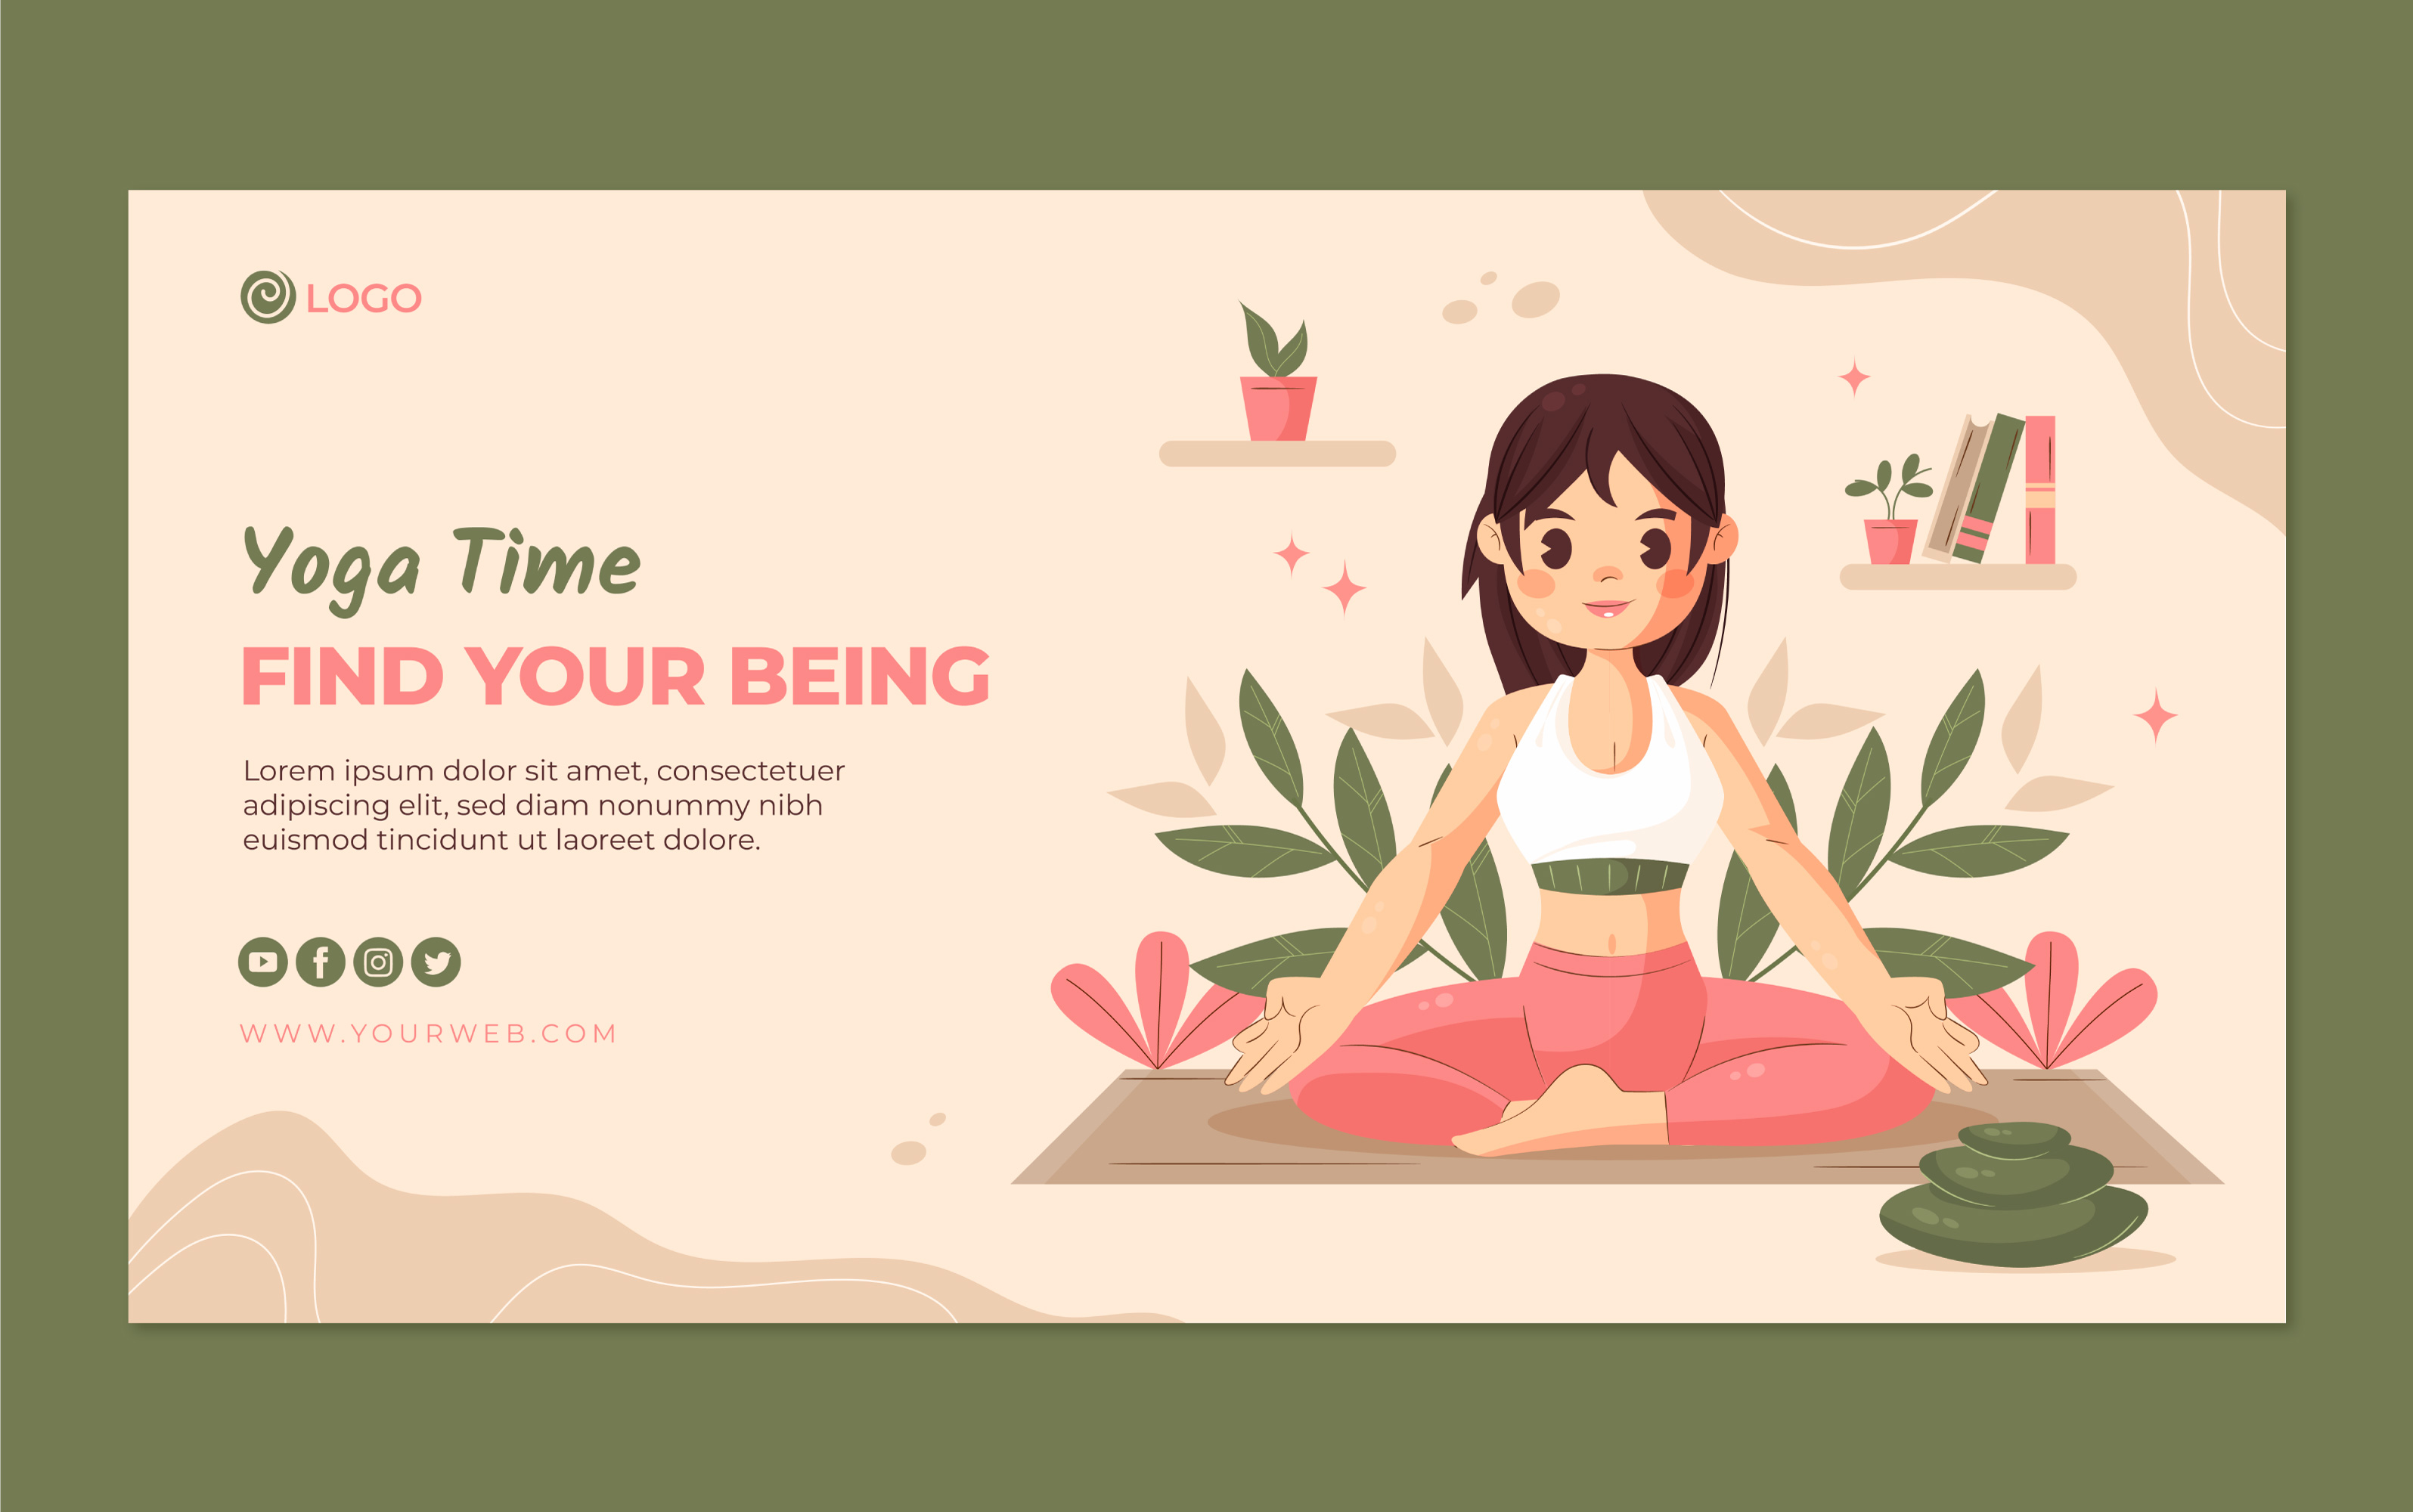 LOGO
Yoga Time
FIND YOUR BEING
Lorem ipsum dolor sit amet, consectetuer
adipiscing elit, sed diam nonummy nibh
euismod tincidunt ut laoreet dolore.
WWW.YOURWEB.COM